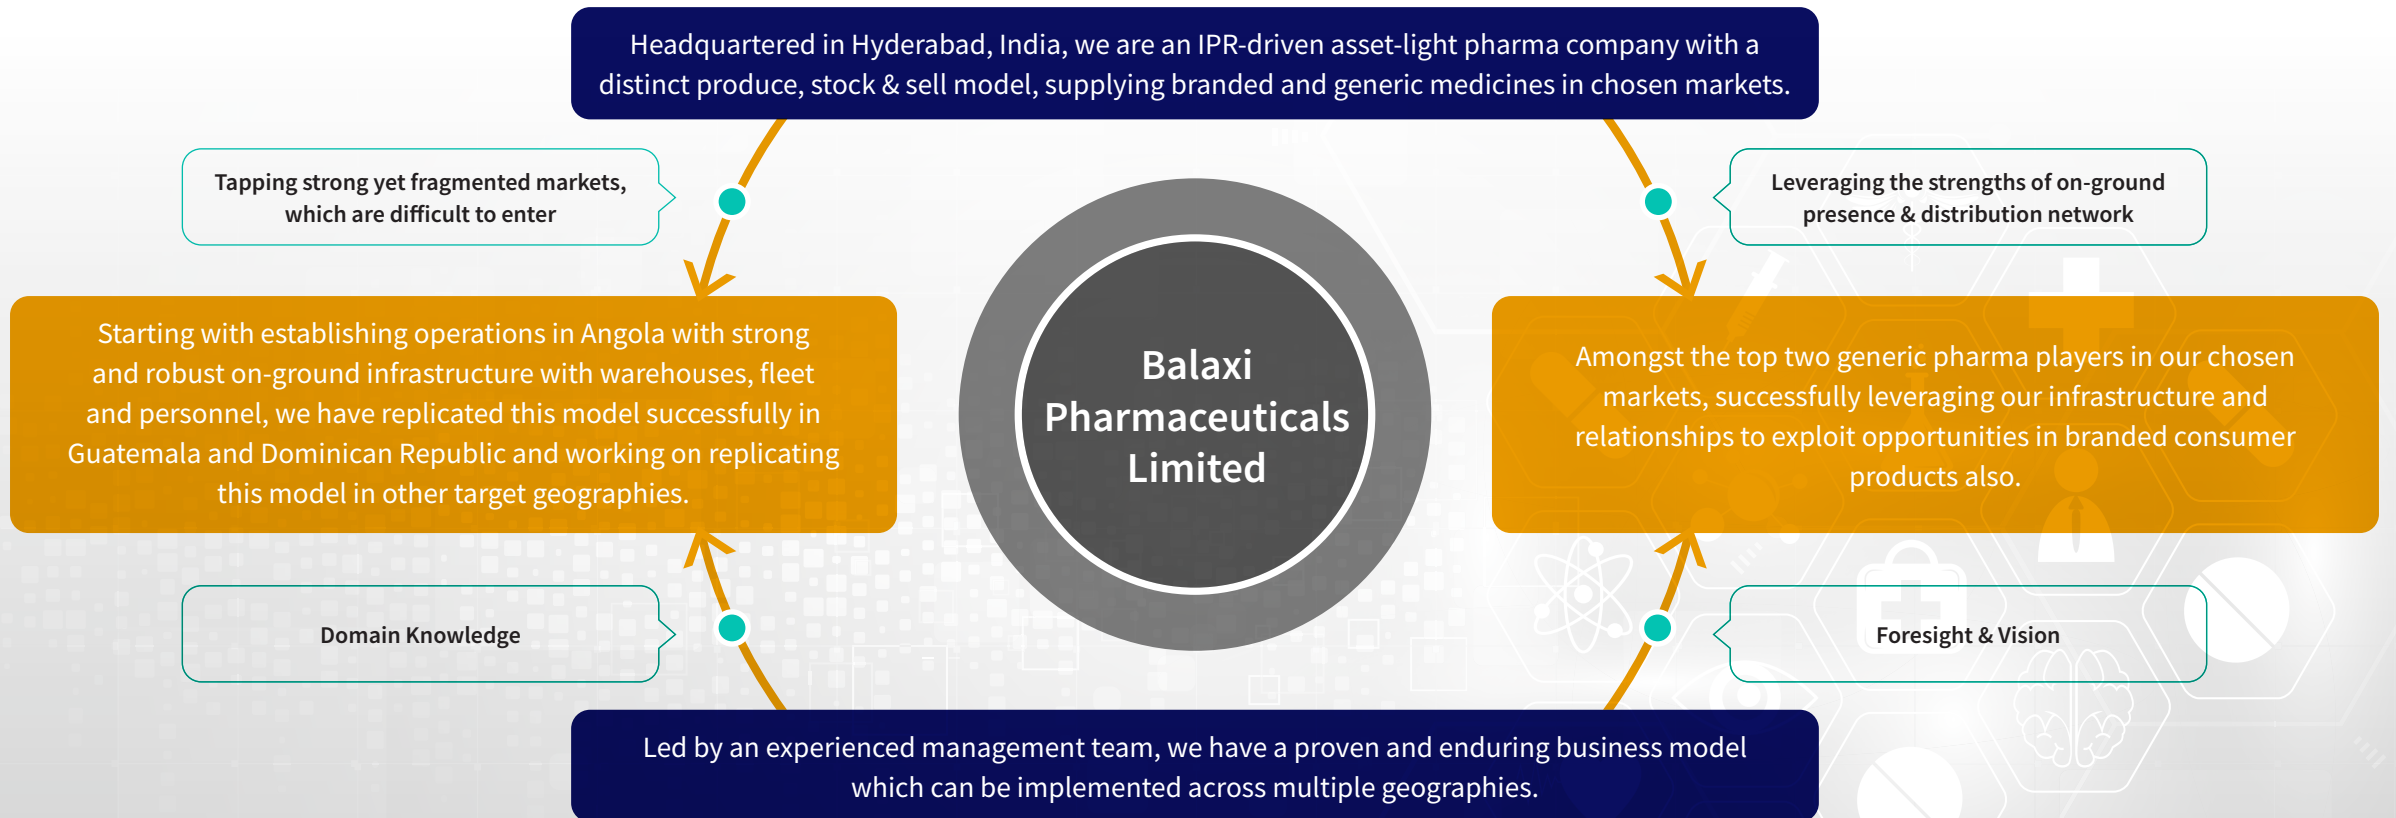 Headquartered in Hyderabad, India, we are an IPR-driven asset-light pharma company with a
distinct produce, stock & sell model, supplying branded and generic medicines in chosen markets.
Tapping strong yet fragmented markets,
which are difficult to enter
Leveraging the strengths of on-ground
presence & distribution network
Starting with establishing operations in Angola with strong
and robust on-ground infrastructure with warehouses, fleet
and personnel, we have replicated this model successfully in
Guatemala and Dominican Republic and working on replicating
this model in other target geographies.
Balaxi
Pharmaceuticals
Limited
Amongst the top two generic pharma players in our chosen
markets, successfully leveraging our infrastructure and
relationships to exploit opportunities in branded consumer
products also.
Domain Knowledge
Foresight & Vision
Led by an experienced management team, we have a proven and enduring business model
which can be implemented across multiple geographies.